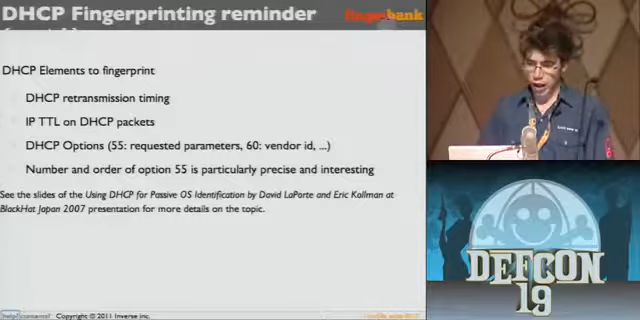 DHCP Fingerprinting reminder
fingerbank
DHCP Elements to fingerprint
DHCP retransmission timing
IP TTL on DHCP packets
DHCP Options (55: requested parameters, 60: vendor id, ...)
Number and order of option 55 is particularly precise and interesting
See the slides of the Using DHCP for Passive OS Identification by David LaPorte and Eric Kollman at
BlackHat Japan 2007 presentation for more details on the topic.
Copyright © 2011 Inverse inc.
DEFCON
19